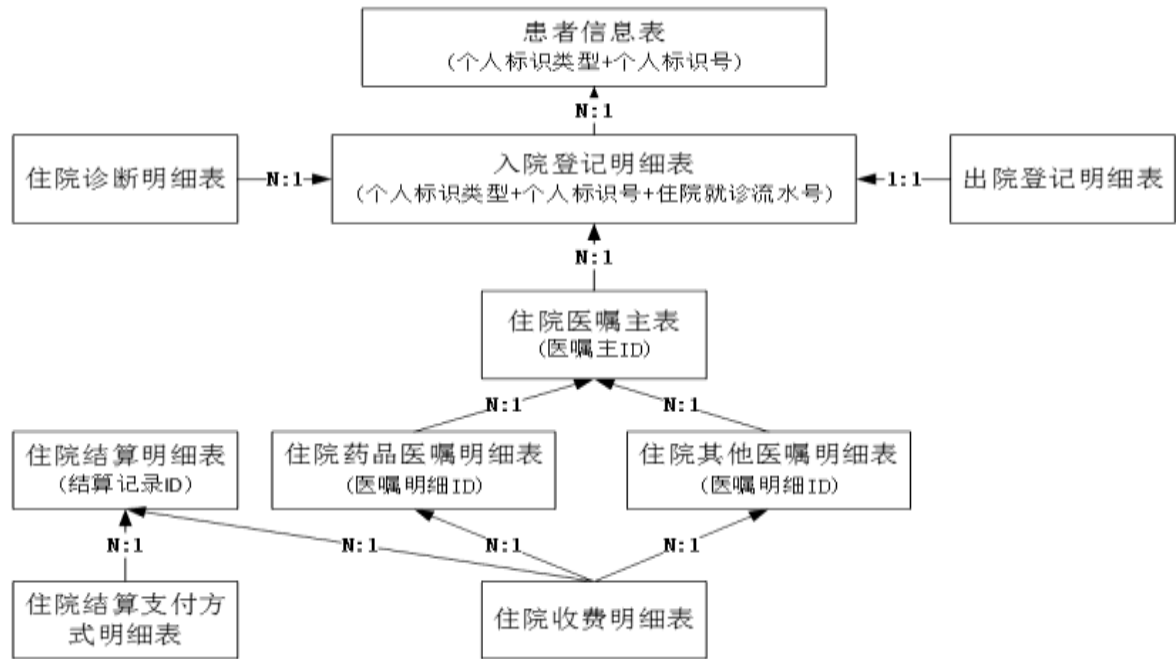 患者信息表
(个人标识类型+个人标识号)
N:1
住院诊断明细表
N:1
入院登记明细表
(个人标识类型+个人标识号+住院就诊流水号)
1:1
出院登记明细表
N:1
住院医嘱主表
(医嘱主ID)
N:1
N:1
住院结算明细表
(结算记录ID)
住院药品医嘱明细表
(医嘱明细ID)
住院其他医嘱明细表
(医嘱明细ID)
N:1
N:1
N:1
N:1
住院结算支付方
式明细表
住院收费明细表